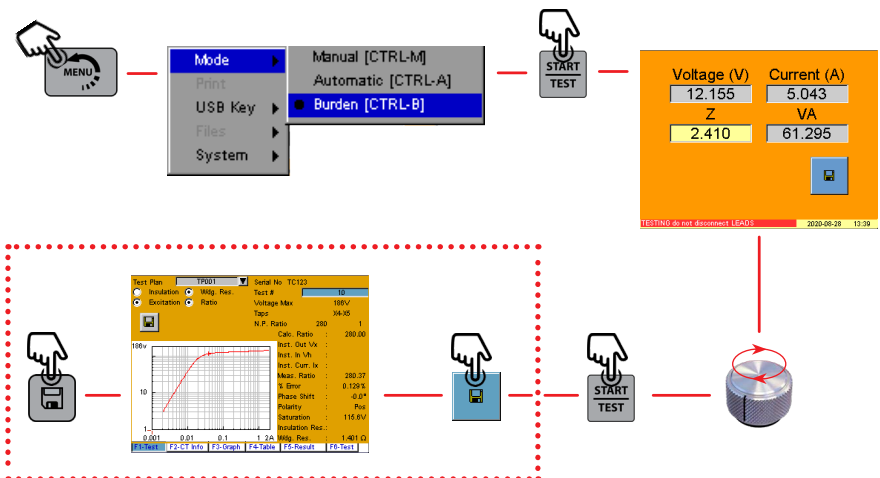 MENU
Mode
Print
USB Key
Files
System
Manual [CTRL-M]
Automatic [CTRL-A]
Burden [CTRL-B]
START
TEST
Voltage (V) Current (A)
12.155 5.043
Z VA
2.410 61.295
TESTING do not disconnect LEADS 2020-08-28 13:39
Test Plan TP001 Serial No TC123
Insulation Wdg. Res. Test # 10
Excitation Ratio Voltage Max 186V
Taps X4-X5
N.P. Ratio 280 1
Calc. Ratio : 280.00
Inst. Out Vx :
Inst. In Vh :
Inst. Curr. Ix :
Meas. Ratio : 280.37
% Error : 0.129%
Phase Shift : -0.0°
Polarity : Pos
Saturation : 115.6V
Insulation Res.:
Wdg. Res. : 1.401 Ω
186v
10
1
0.001 0.01 0.1 1 2A
F1-Test F2-CT Info F3-Graph F4-Table F5-Result F6-Test
START
TEST